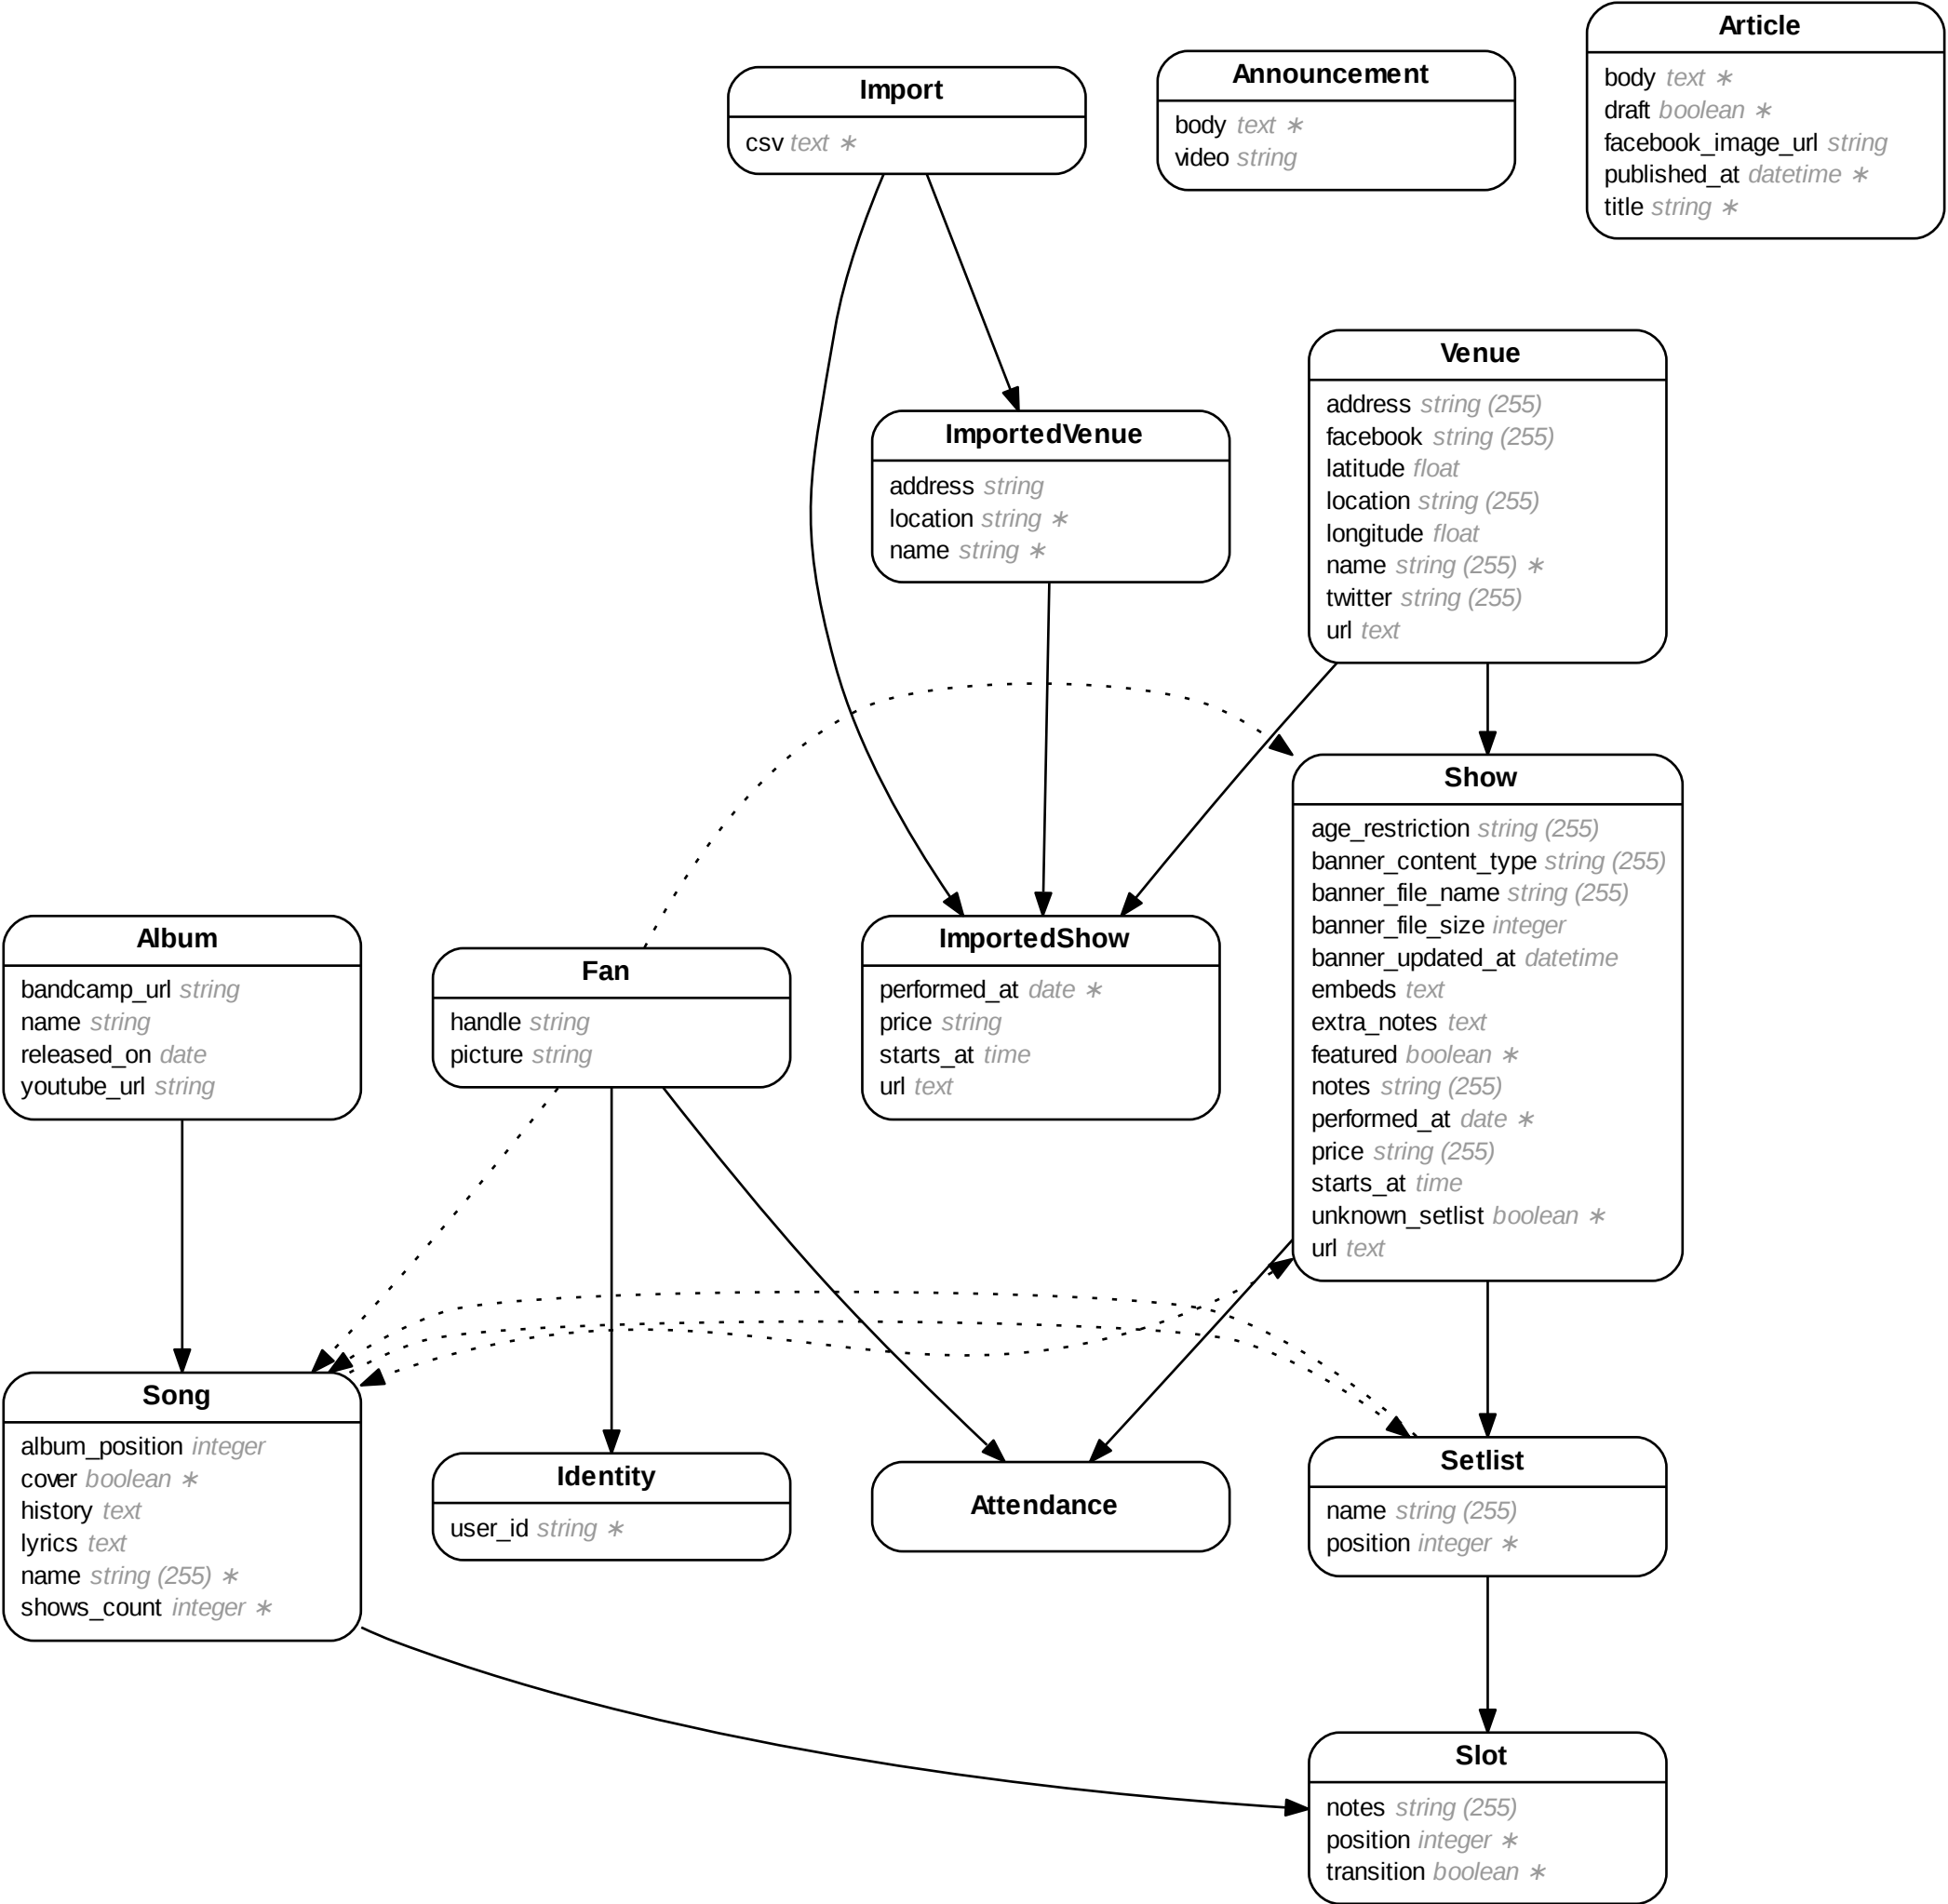 Article
body text ∗
draft boolean ∗
facebook_image_url string
published_at datetime ∗
title string ∗
Announcement
body text ∗
video string
Import
csv text ∗
Venue
address string (255)
facebook string (255)
latitude float
location string (255)
longitude float
name string (255) ∗
twitter string (255)
url text
ImportedVenue
address string
location string ∗
name string ∗
Show
age_restriction string (255)
banner_content_type string (255)
banner_file_name string (255)
banner_file_size integer
banner_updated_at datetime
embeds text
extra_notes text
featured boolean ∗
notes string (255)
performed_at date ∗
price string (255)
starts_at time
unknown_setlist boolean ∗
url text
Album
bandcamp_url string
name string
released_on date
youtube_url string
Fan
handle string
picture string
ImportedShow
performed_at date ∗
price string
starts_at time
url text
Song
album_position integer
cover boolean ∗
history text
lyrics text
name string (255) ∗
shows_count integer ∗
Identity
user_id string ∗
Attendance
Setlist
name string (255)
position integer ∗
Slot
notes string (255)
position integer ∗
transition boolean ∗